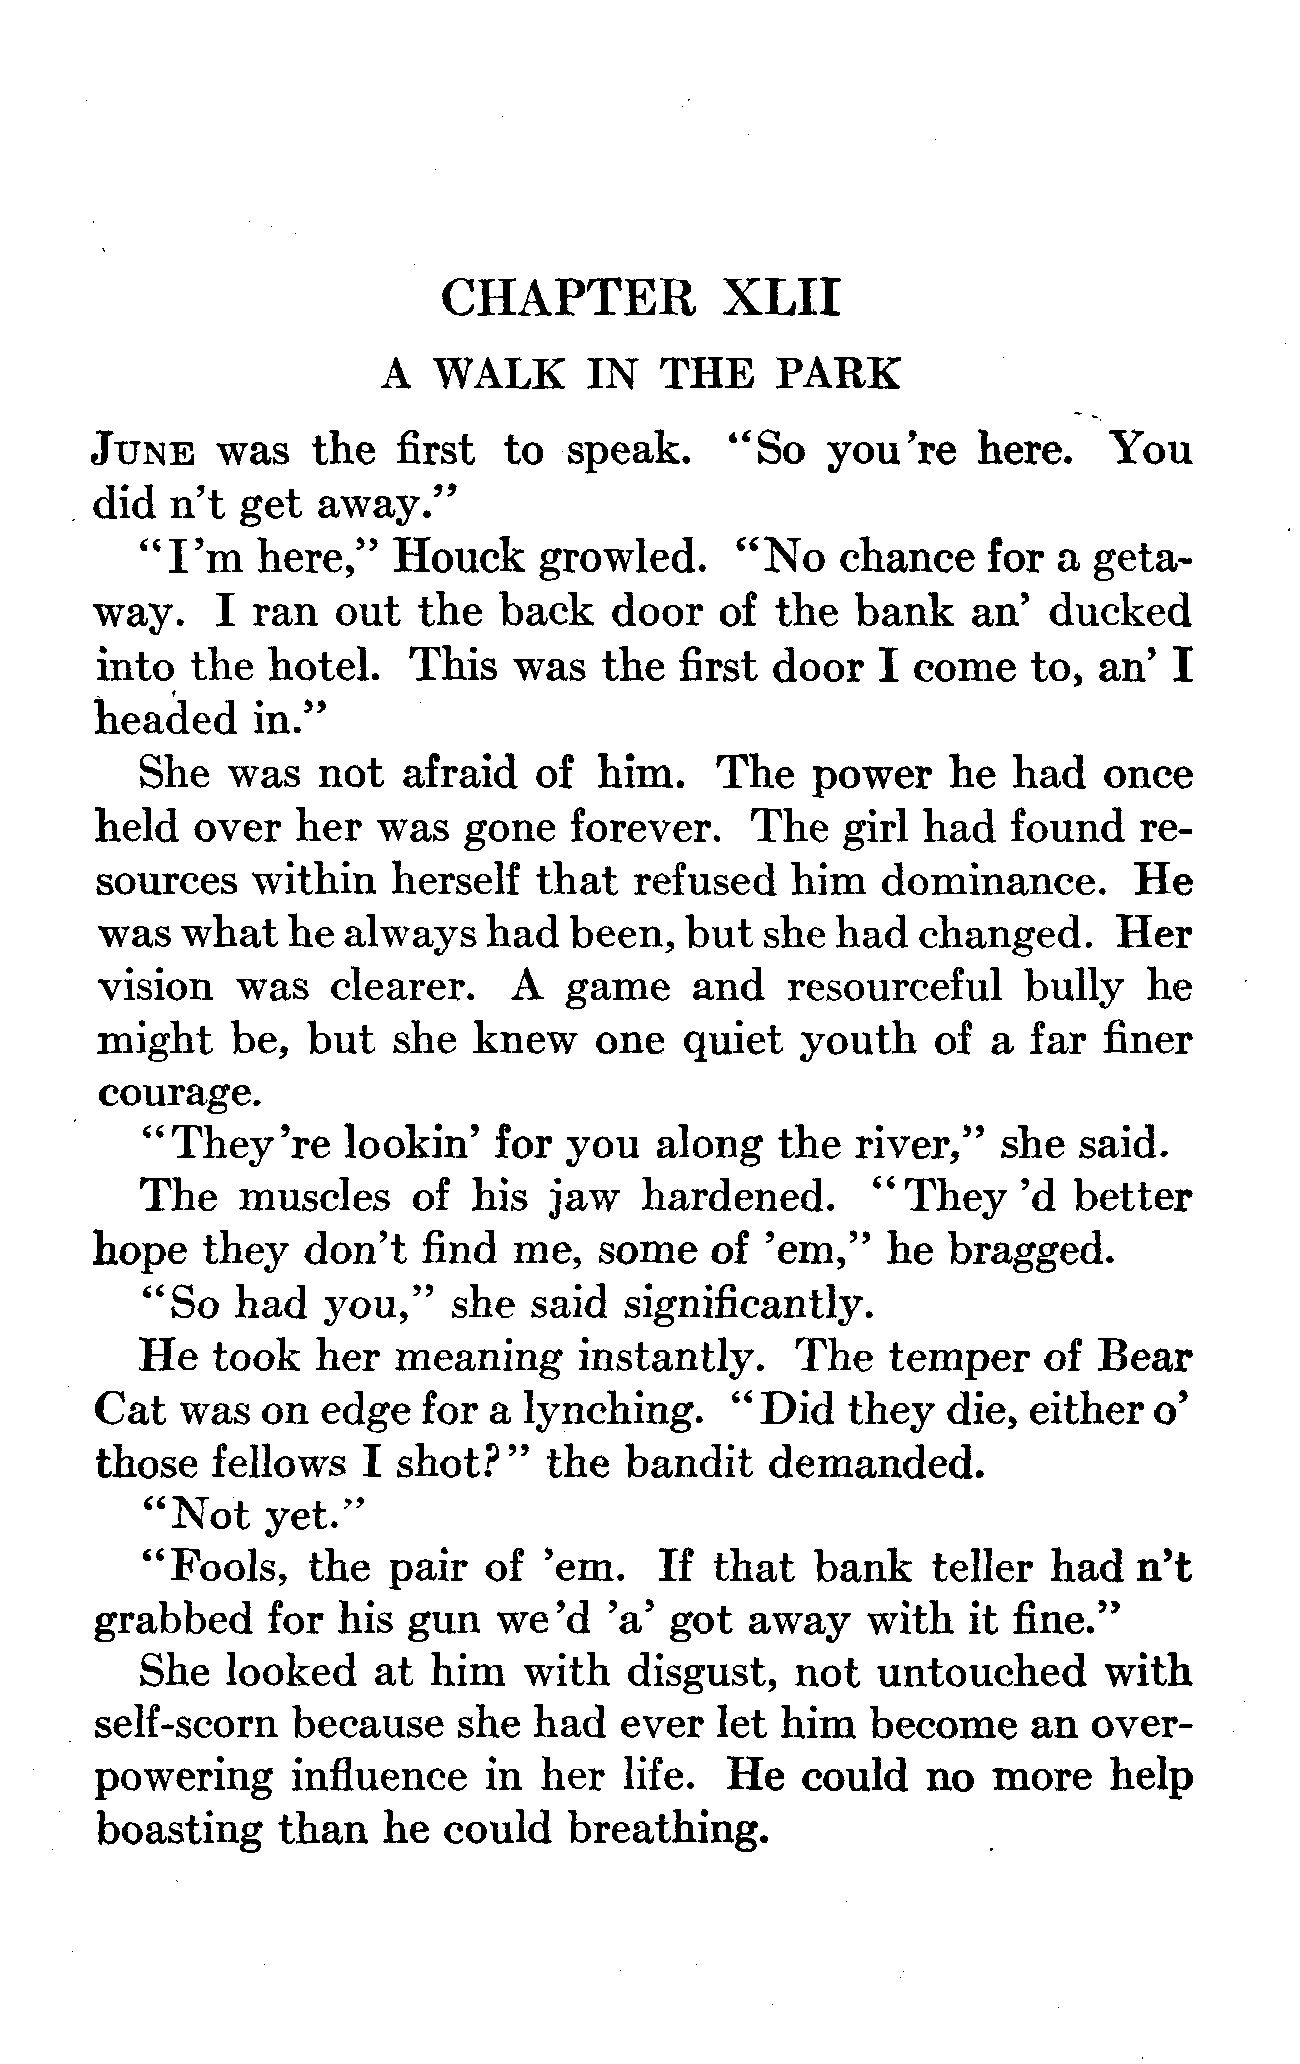 CHAPTER XLII
A WALK IN THE PARK
JUNE was the first to speak. “So you 're here. You
did n't get away.”
“I 'm here,” Houck growled. “No chance for a geta-
way. I ran out the back door of the bank an' ducked
into the hotel. This was the first door I come to, an' I
headed in.”
She was not afraid of him. The power he had once
held over her was gone forever. The girl had found re-
sources within herself that refused him dominance. He
was what he always had been, but she had changed. Her
vision was clearer. A game and resourceful bully he
might be, but she knew one quiet youth of a far finer
courage.
“They 're lookin' for you along the river,” she said.
The muscles of his jaw hardened. “They 'd better
hope they don't find me, some of 'em,” he bragged.
“So had you,” she said significantly.
He took her meaning instantly. The temper of Bear
Cat was on edge for a lynching. “Did they die, either o'
those fellows I shot?” the bandit demanded.
“Not yet.”
“Fools, the pair of 'em. If that bank teller had n't
grabbed for his gun we 'd 'a' got away with it fine.”
She looked at him with disgust, not untouched with
self-scorn because she had ever let him become an over-
powering influence in her life. He could no more help
boasting than he could breathing.